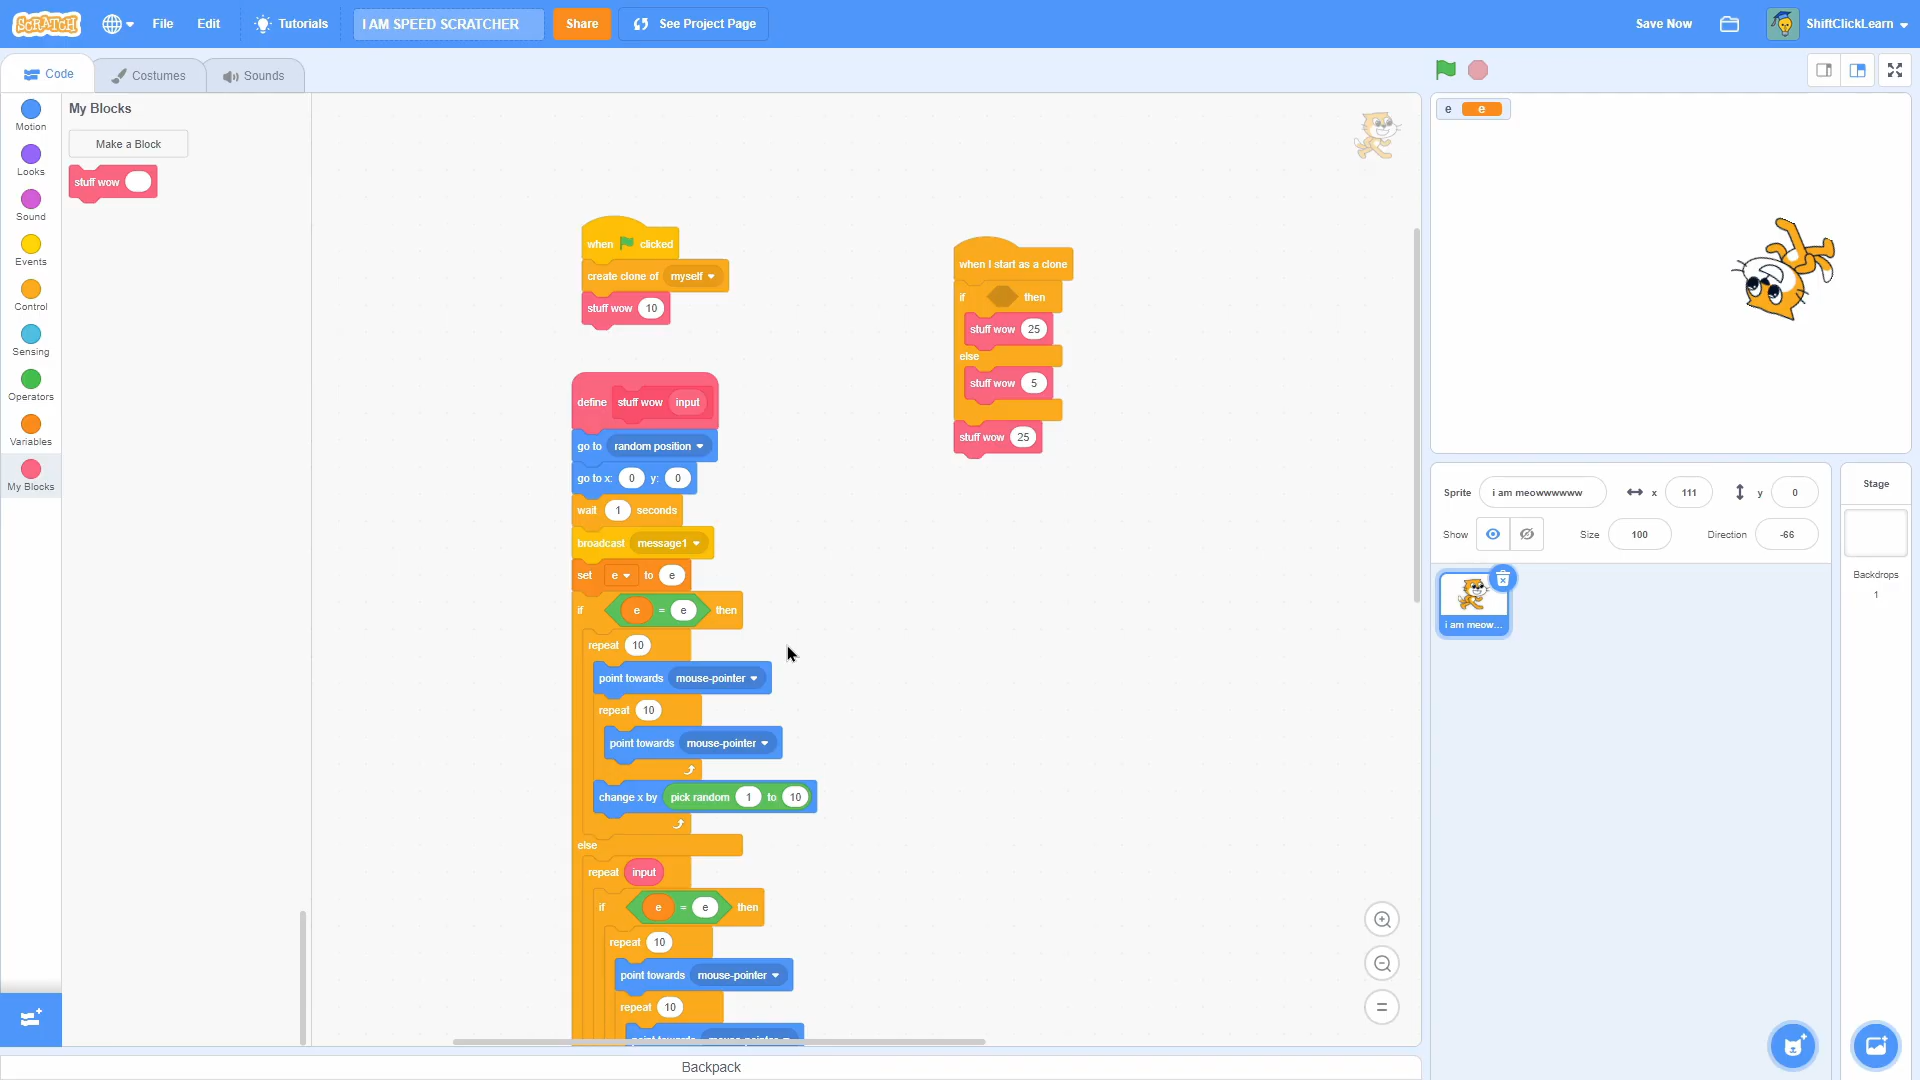 SCRATCH
File
Edit
Tutorials
I AM SPEED SCRATCHER
Share
See Project Page
Save Now
ShiftClickLearn
Code
Costumes
Sounds
Motion
Looks
Sound
Events
Control
Sensing
Operators
Variables
My Blocks
My Blocks
Make a Block
stuff wow
when clicked
create clone of myself
stuff wow 10
define stuff wow input
go to random position
go to x: 0 y: 0
wait 1 seconds
broadcast message1
set e to e
if e = e then
repeat 10
point towards mouse-pointer
repeat 10
point towards mouse-pointer
change x by pick random 1 to 10
else
repeat input
if e = e then
repeat 10
point towards mouse-pointer
repeat 10
point towards mouse-pointer
when I start as a clone
if then
stuff wow 25
else
stuff wow 5
stuff wow 25
e e
Sprite i am meowwwwww x 111 y 0
Show Size 100 Direction -66
i am meow...
Stage
Backdrops
1
Backpack